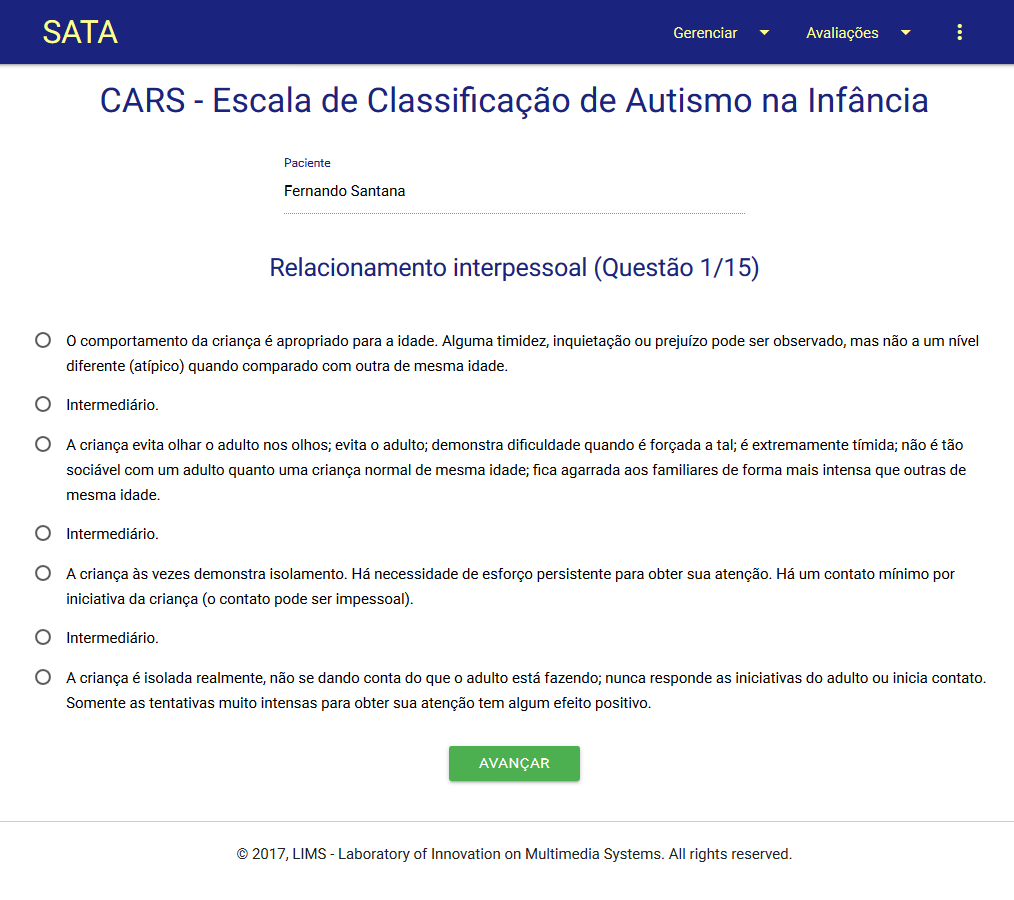 SATA
Gerenciar
Avaliações
CARS - Escala de Classificação de Autismo na Infância
Paciente
Fernando Santana
Relacionamento interpessoal (Questão 1/15)
O comportamento da criança é apropriado para a idade. Alguma timidez, inquietação ou prejuízo pode ser observado, mas não a um nível
diferente (atípico) quando comparado com outra de mesma idade.
Intermediário.
A criança evita olhar o adulto nos olhos; evita o adulto; demonstra dificuldade quando é forçada a tal; é extremamente tímida; não é tão
sociável com um adulto quanto uma criança normal de mesma idade; fica agarrada aos familiares de forma mais intensa que outras de
mesma idade.
Intermediário.
A criança às vezes demonstra isolamento. Há necessidade de esforço persistente para obter sua atenção. Há um contato mínimo por
iniciativa da criança (o contato pode ser impessoal).
Intermediário.
A criança é isolada realmente, não se dando conta do que o adulto está fazendo; nunca responde as iniciativas do adulto ou inicia contato.
Somente as tentativas muito intensas para obter sua atenção tem algum efeito positivo.
AVANÇAR
© 2017, LIMS - Laboratory of Innovation on Multimedia Systems. All rights reserved.